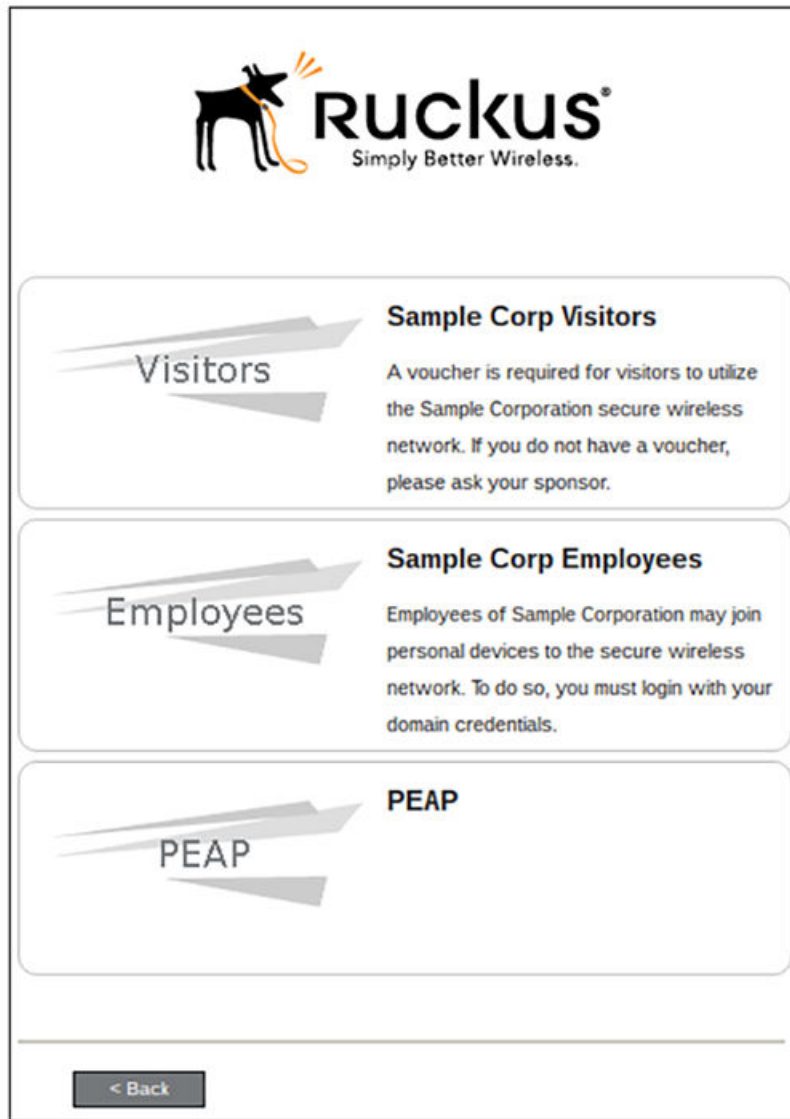 RUCKUS®
Simply Better Wireless.
Visitors
Sample Corp Visitors
A voucher is required for visitors to utilize
the Sample Corporation secure wireless
network. If you do not have a voucher,
please ask your sponsor.
Employees
Sample Corp Employees
Employees of Sample Corporation may join
personal devices to the secure wireless
network. To do so, you must login with your
domain credentials.
PEAP
PEAP
< Back